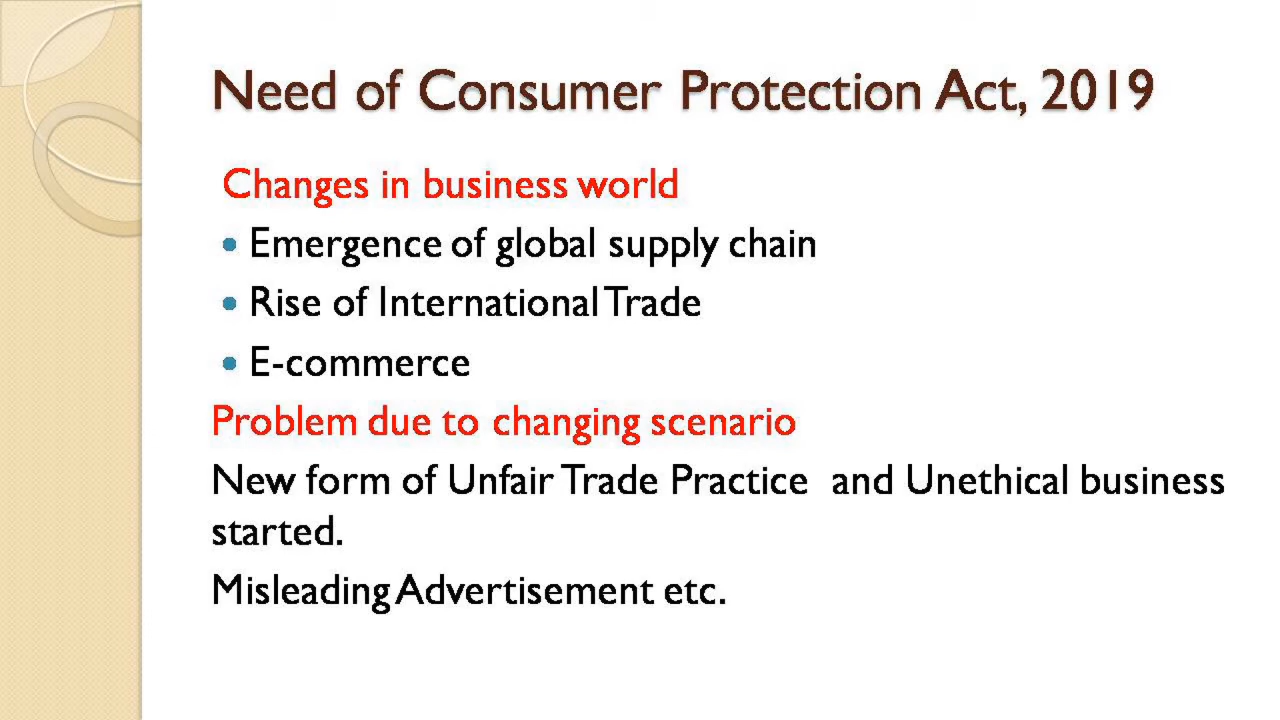 Need of Consumer Protection Act, 2019
Changes in business world
• Emergence of global supply chain
• Rise of International Trade
• E-commerce
Problem due to changing scenario
New form of Unfair Trade Practice and Unethical business
started.
Misleading Advertisement etc.